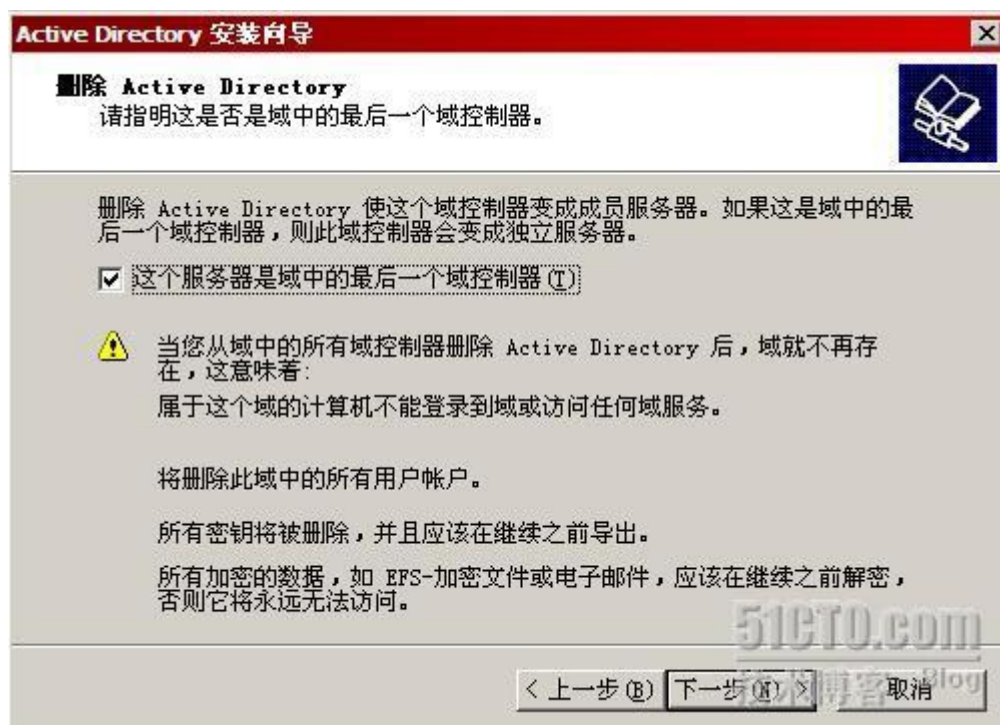 Active Directory 安装向导
删除 Active Directory
请指明这是否是域中的最后一个域控制器。
删除 Active Directory 使这个域控制器变成成员服务器。如果这是域中的最
后一个域控制器，则此域控制器会变成独立服务器。
这个服务器是域中的最后一个域控制器(T)
当您从域中的所有域控制器删除 Active Directory 后，域就不再存
在，这意味着:
属于这个域的计算机不能登录到域或访问任何域服务。
将删除此域中的所有用户帐户。
所有密钥将被删除，并且应该在继续之前导出。
所有加密的数据，如 EFS-加密文件或电子邮件，应该在继续之前解密，
否则它将永远无法访问。
51CTO.com
技术博客 Blog
< 上一步(B) 下一步(N) > 取消